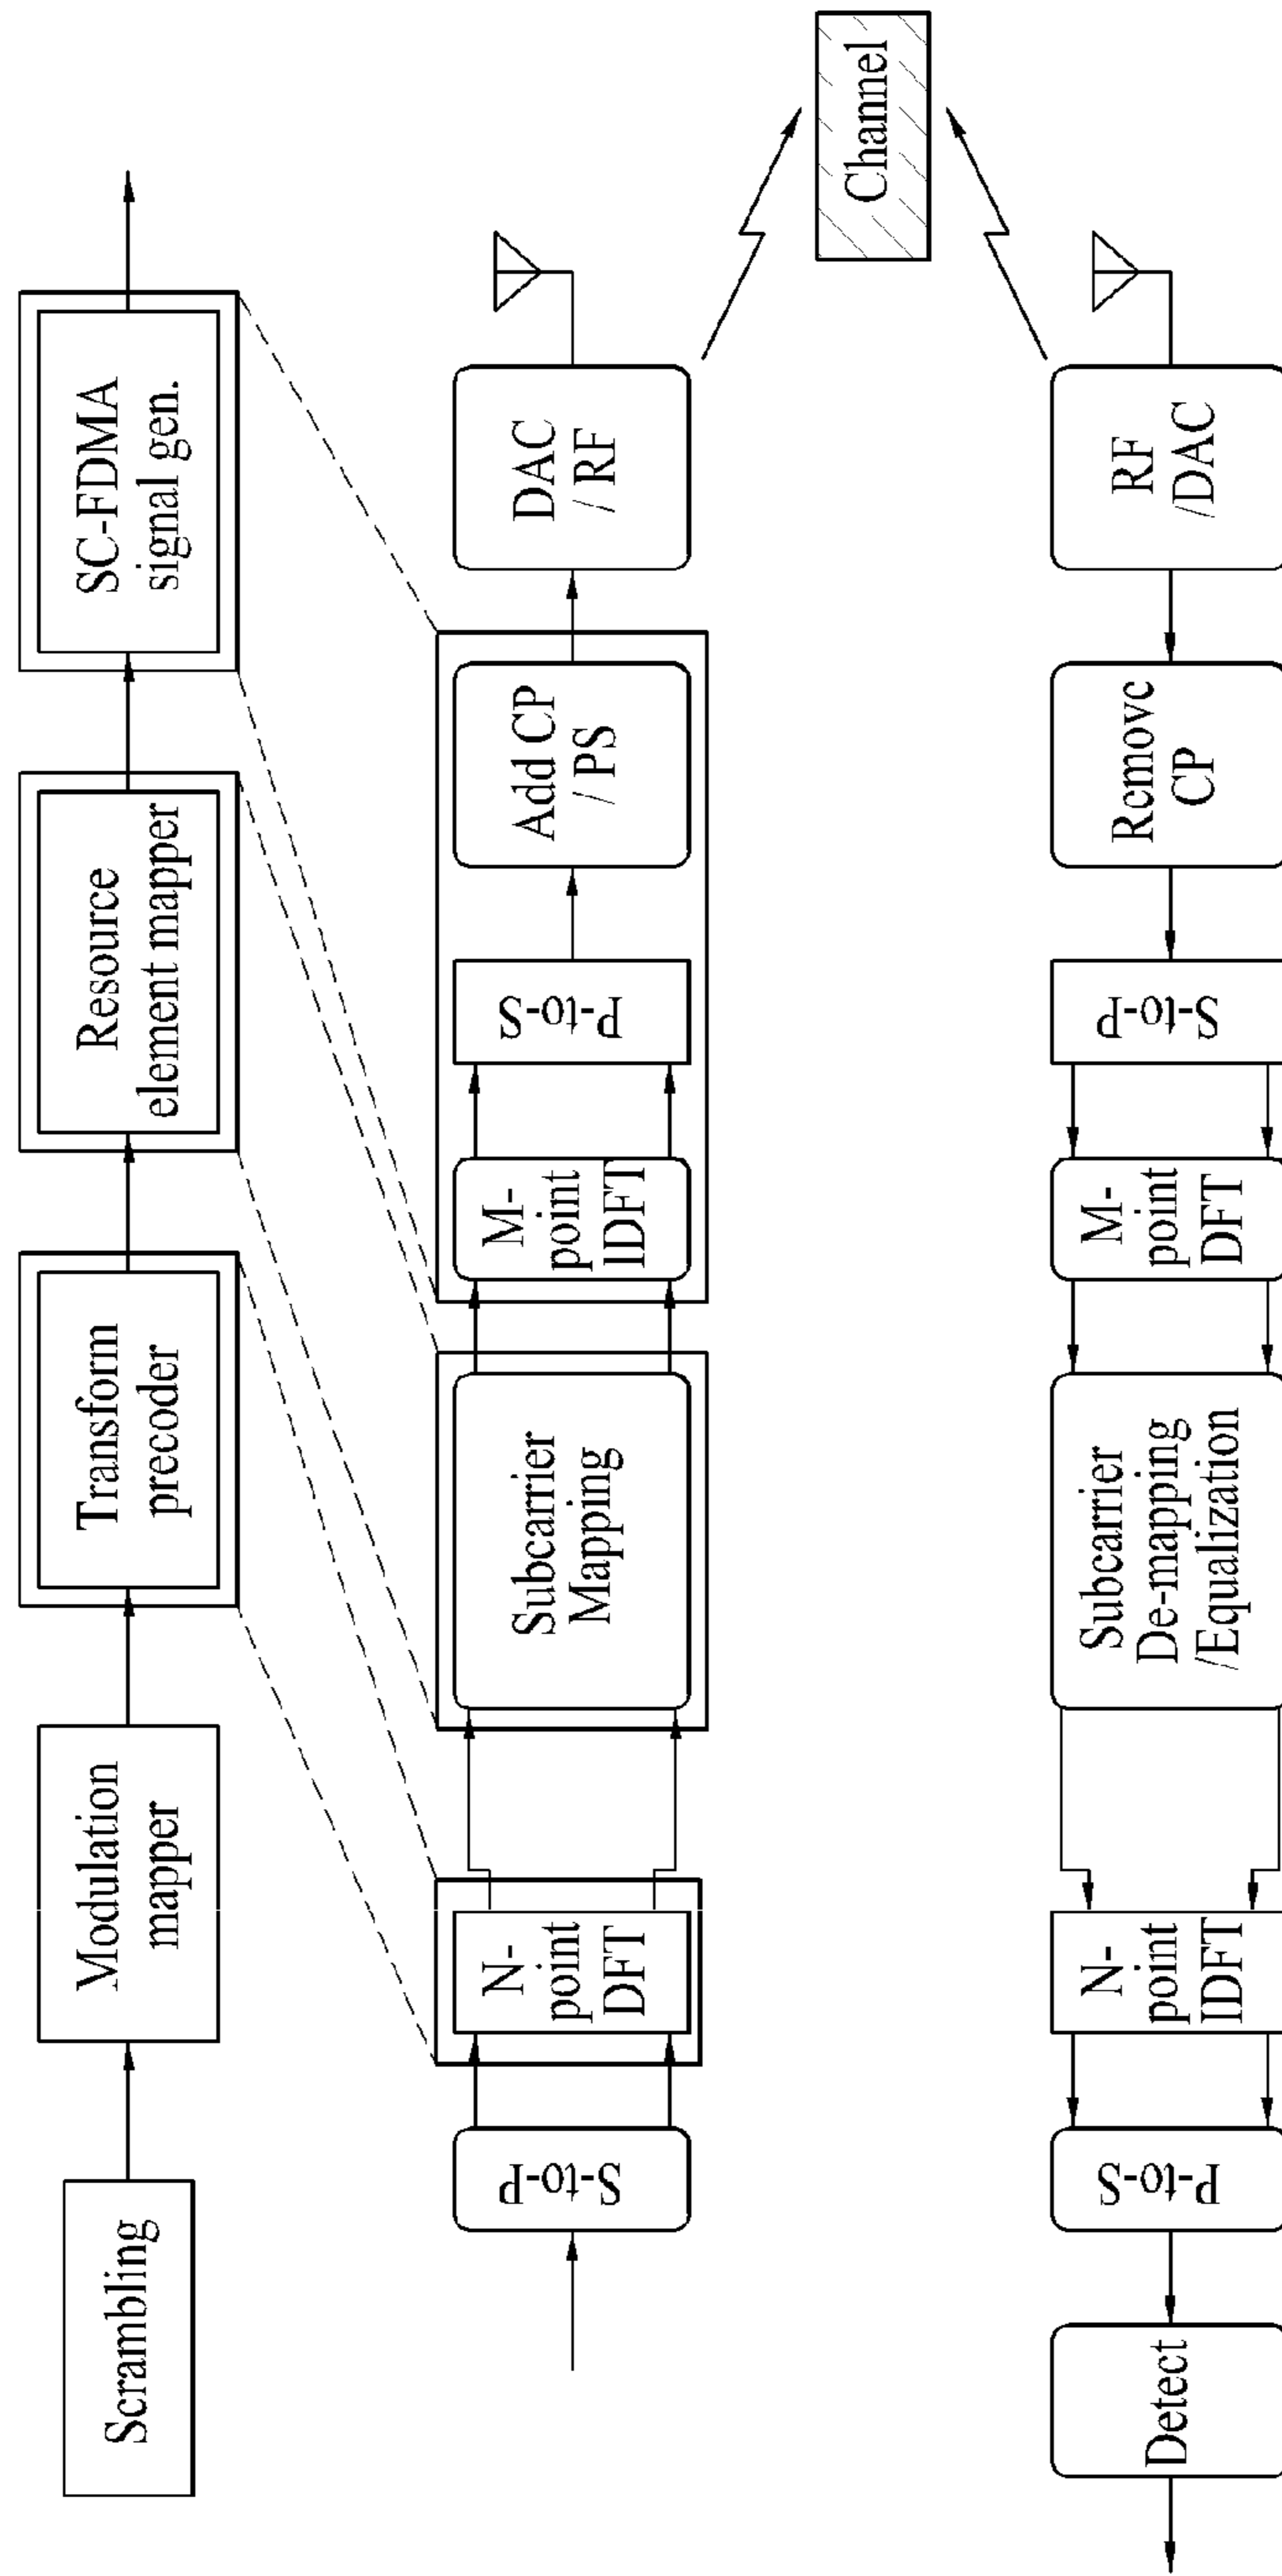 Scrambling
Modulation
mapper
Transform
precoder
Resource
element mapper
SC-FDMA
signal gen.
S-to-P
N-
point
DFT
Subcarrier
Mapping
M-
point
IDFT
P-to-S
Add CP
/ PS
DAC
/ RF
Channel
Detect
P-to-S
N-
point
IDFT
Subcarrier
De-mapping
/Equalization
M-
point
DFT
S-to-P
Removc
CP
RF
/DAC